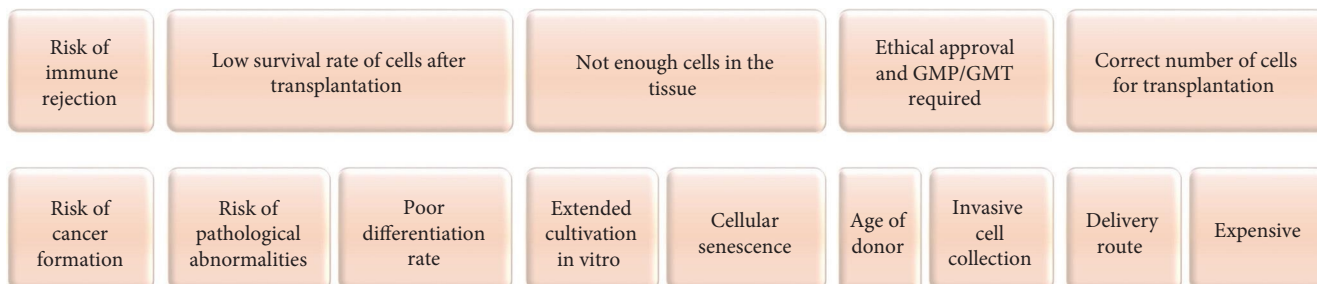 Risk of
immune
rejection
Low survival rate of cells after
transplantation
Not enough cells in the
tissue
Ethical approval
and GMP/GMT
required
Correct number of cells
for transplantation
Risk of
cancer
formation
Risk of
pathological
abnormalities
Poor
differentiation
rate
Extended
cultivation
in vitro
Cellular
senescence
Age of
donor
Invasive
cell
collection
Delivery
route
Expensive